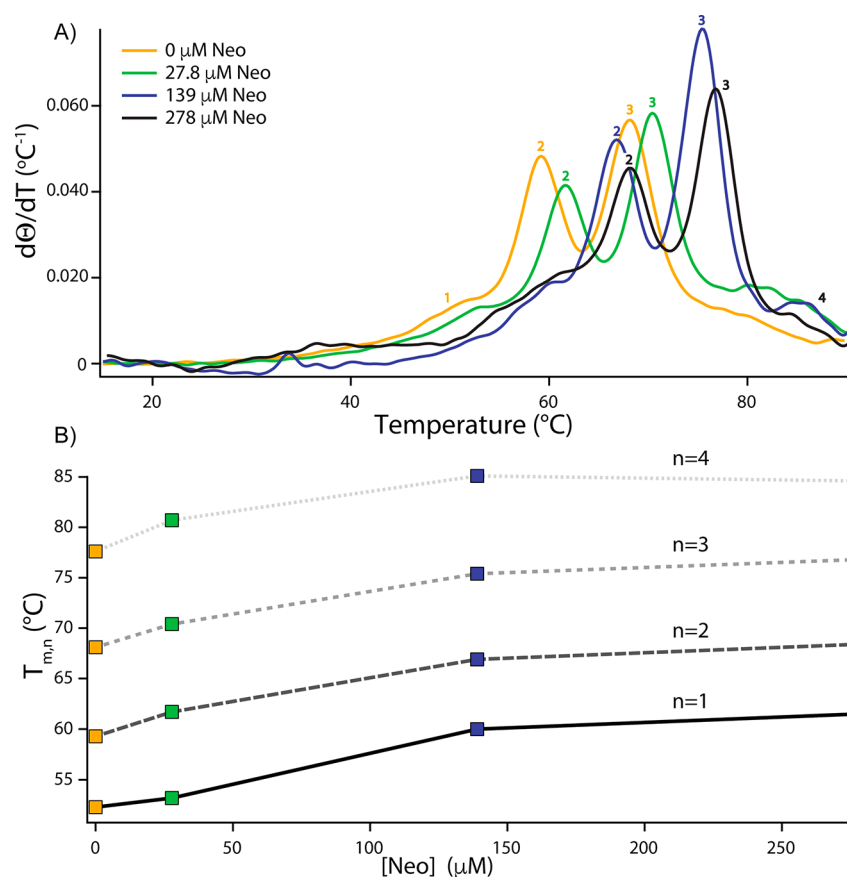 A)
0 μM Neo
27.8 μM Neo
139 μM Neo
278 μM Neo
3
3
3
3
2
2
2
2
1
4
0.060
0.040
0.020
0
dΘ/dT (°C⁻¹)
20 40 60 80
Temperature (°C)
B)
n=4
n=3
n=2
n=1
85
80
75
70
65
60
55
Tm,n (°C)
0 50 100 150 200 250
[Neo] (μM)